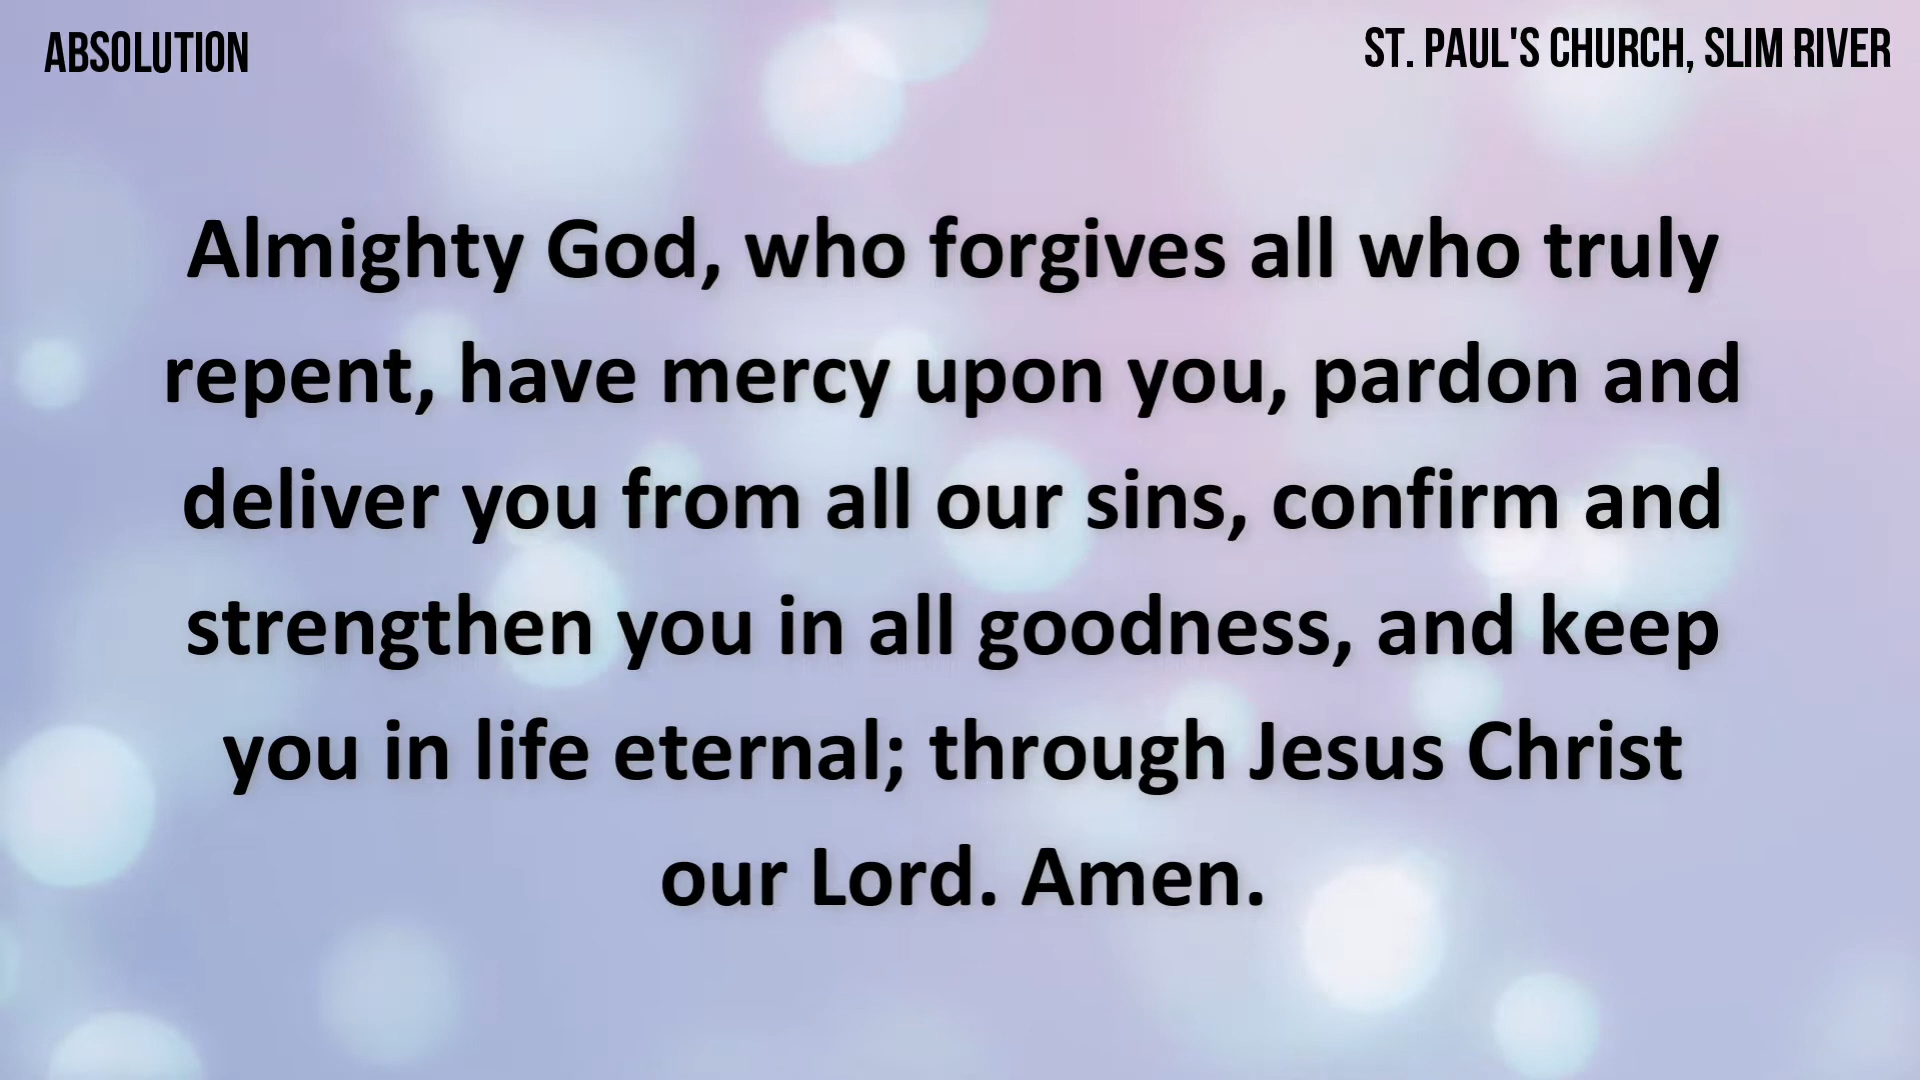 ABSOLUTION
ST. PAUL'S CHURCH, SLIM RIVER
Almighty God, who forgives all who truly
repent, have mercy upon you, pardon and
deliver you from all our sins, confirm and
strengthen you in all goodness, and keep
you in life eternal; through Jesus Christ
our Lord. Amen.